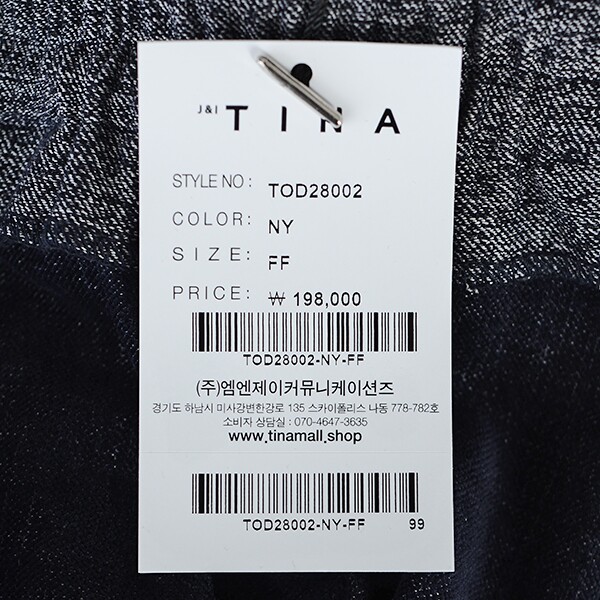 J&I
TINA
STYLE NO : TOD28002
COLOR: NY
SIZE: FF
PRICE: ₩ 198,000
TOD28002-NY-FF
(주)엠엔제이커뮤니케이션즈
경기도 하남시 미사강변한강로 135 스카이폴리스 나동 778-782호
소비자 상담실 : 070-4647-3635
www.tinamall.shop
TOD28002-NY-FF 99